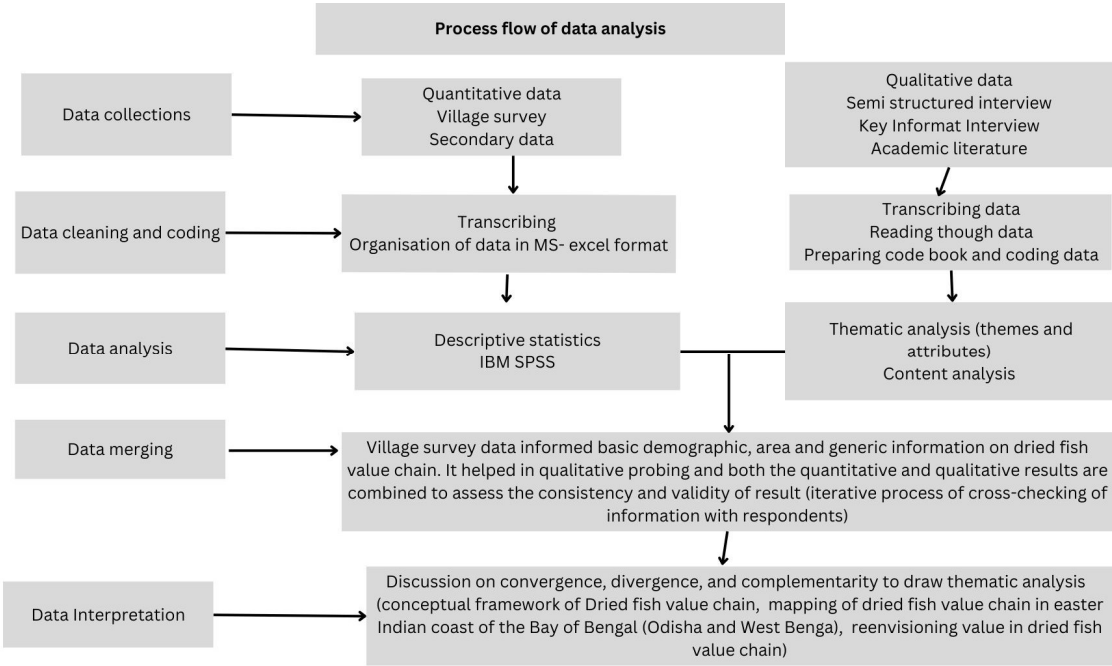 Process flow of data analysis
Data collections
Quantitative data
Village survey
Secondary data
Qualitative data
Semi structured interview
Key Informat Interview
Academic literature
Data cleaning and coding
Transcribing
Organisation of data in MS- excel format
Transcribing data
Reading though data
Preparing code book and coding data
Data analysis
Descriptive statistics
IBM SPSS
Thematic analysis (themes and
attributes)
Content analysis
Data merging
Village survey data informed basic demographic, area and generic information on dried fish
value chain. It helped in qualitative probing and both the quantitative and qualitative results are
combined to assess the consistency and validity of result (iterative process of cross-checking of
information with respondents)
Data Interpretation
Discussion on convergence, divergence, and complementarity to draw thematic analysis
(conceptual framework of Dried fish value chain,  mapping of dried fish value chain in easter
Indian coast of the Bay of Bengal (Odisha and West Benga),  reenvisioning value in dried fish
value chain)